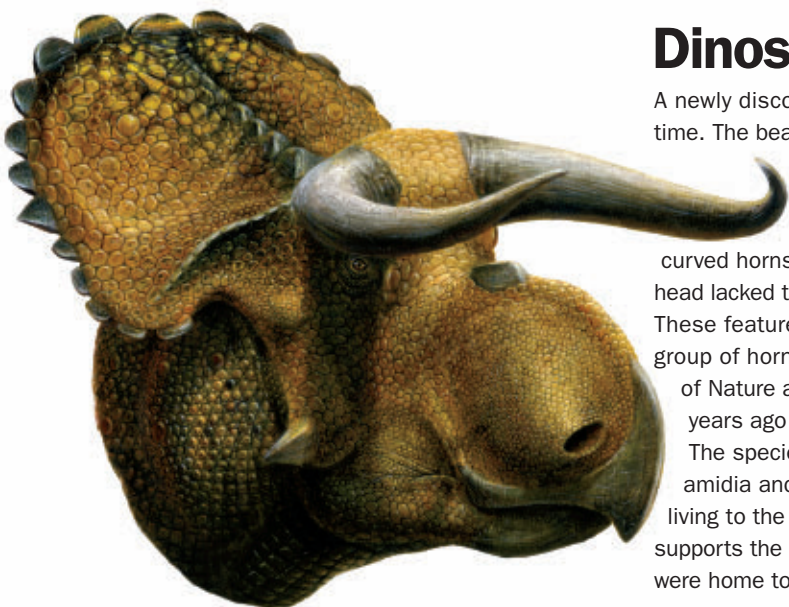 Dinos
A newly disco
time. The bea
curved horns
head lacked t
These feature
group of horn
of Nature a
years ago
The specie
amidia and
living to the
supports the
were home to